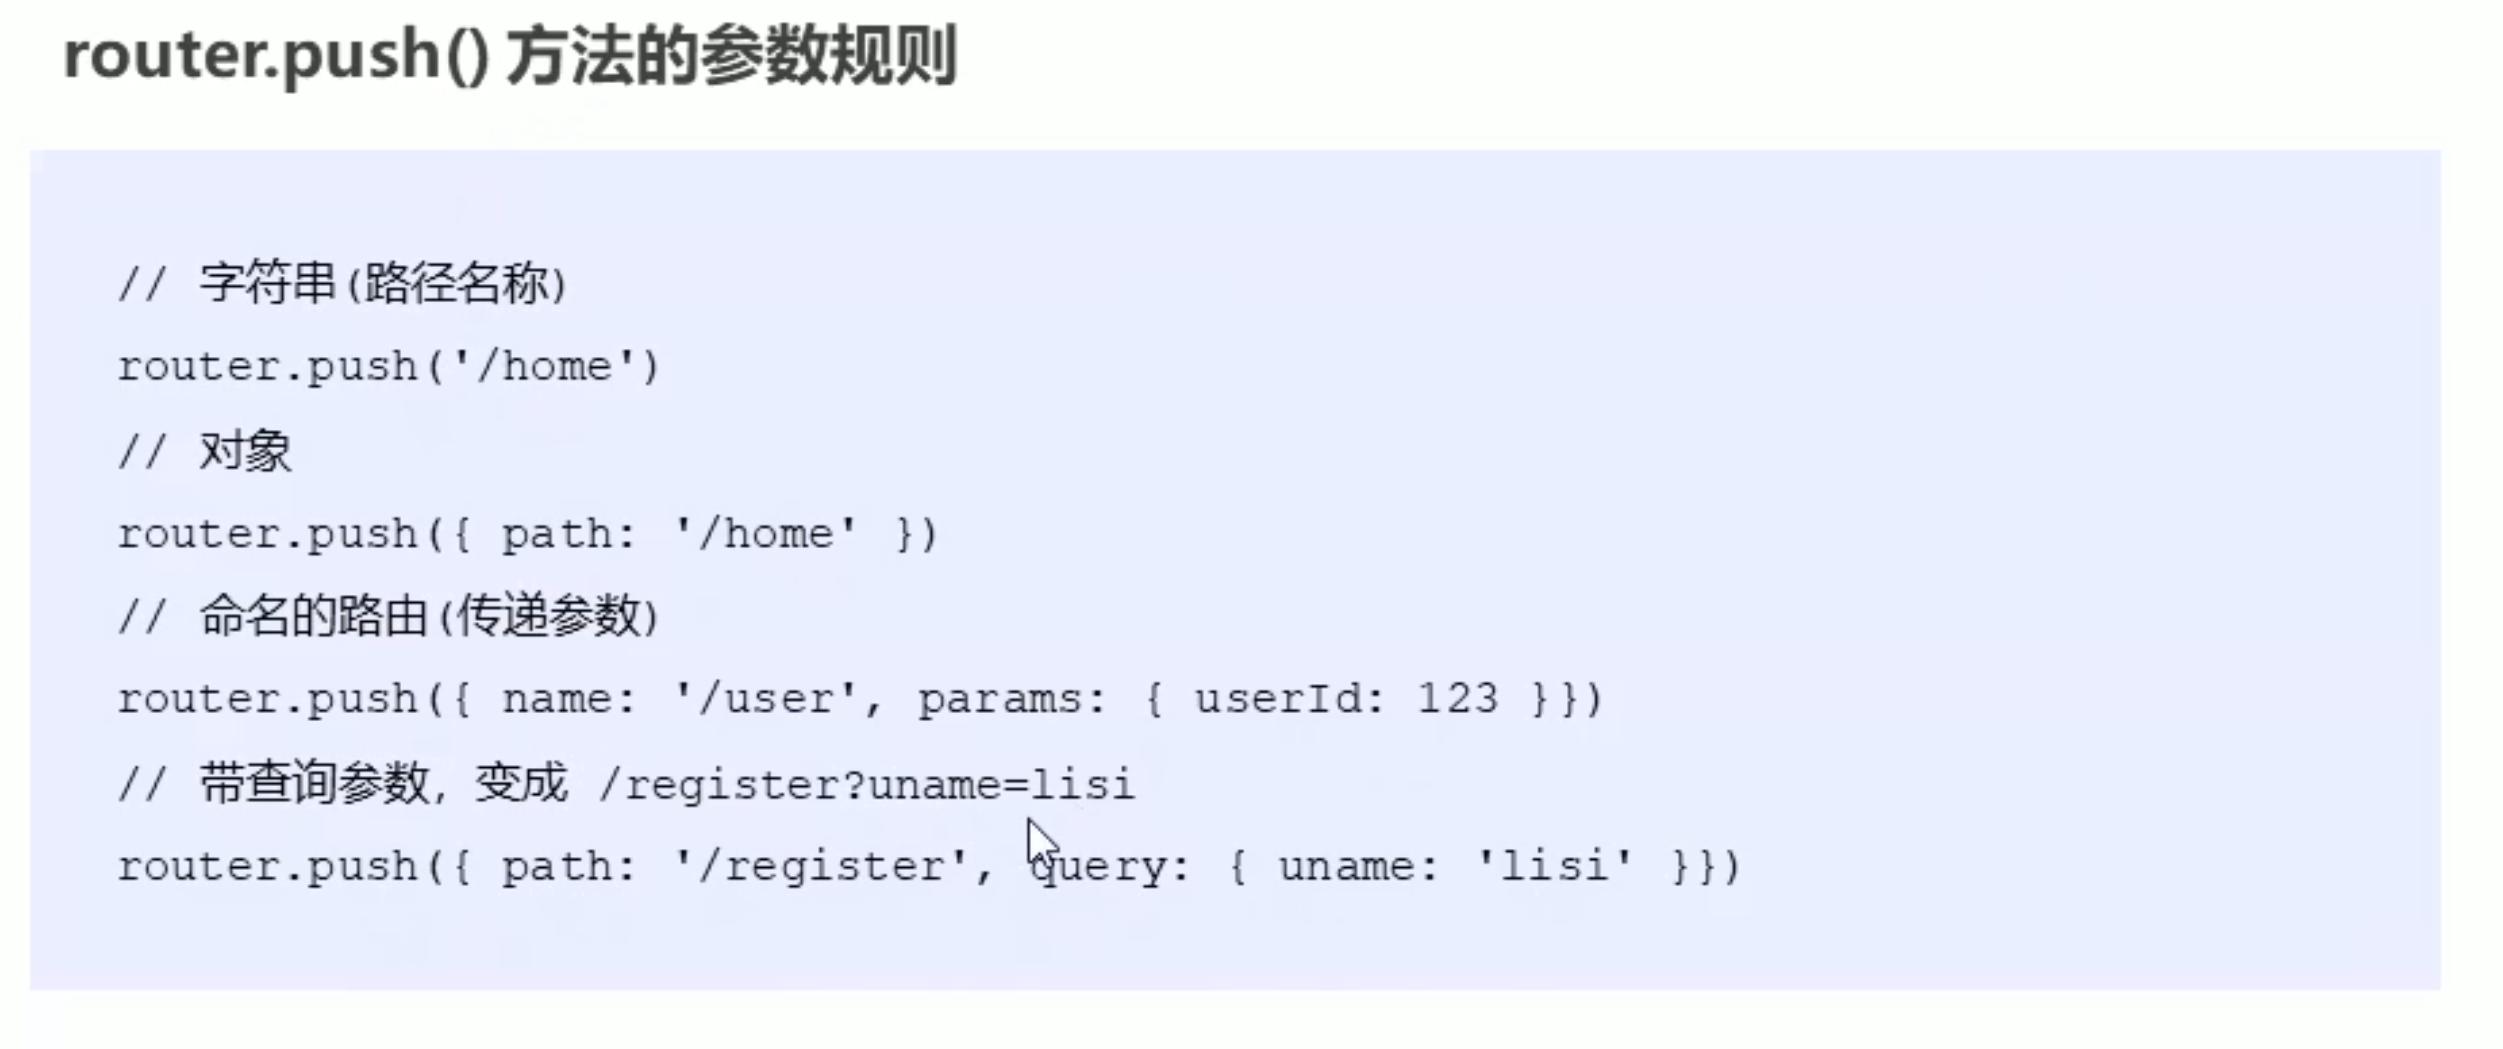 router.push() 方法的参数规则
// 字符串(路径名称)
router.push('/home')
// 对象
router.push({ path: '/home' })
// 命名的路由(传递参数)
router.push({ name: '/user', params: { userId: 123 }})
// 带查询参数, 变成 /register?uname=lisi
router.push({ path: '/register', query: { uname: 'lisi' }})